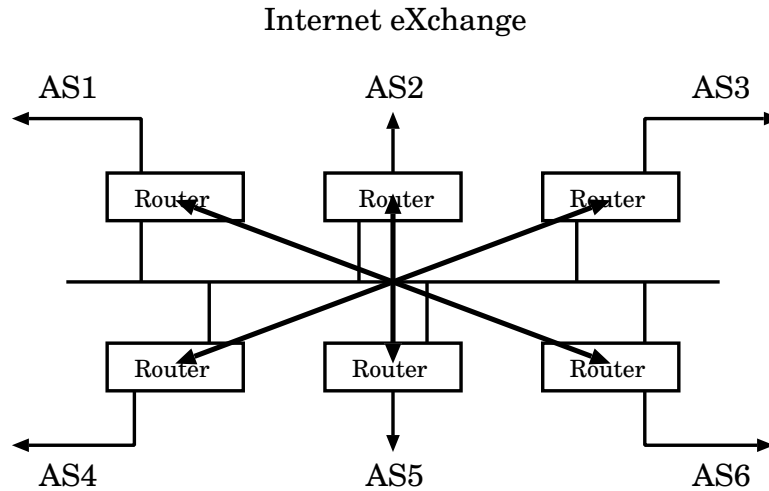 Internet eXchange
AS1 AS2 AS3
Router Router Router
Router Router Router
AS4 AS5 AS6